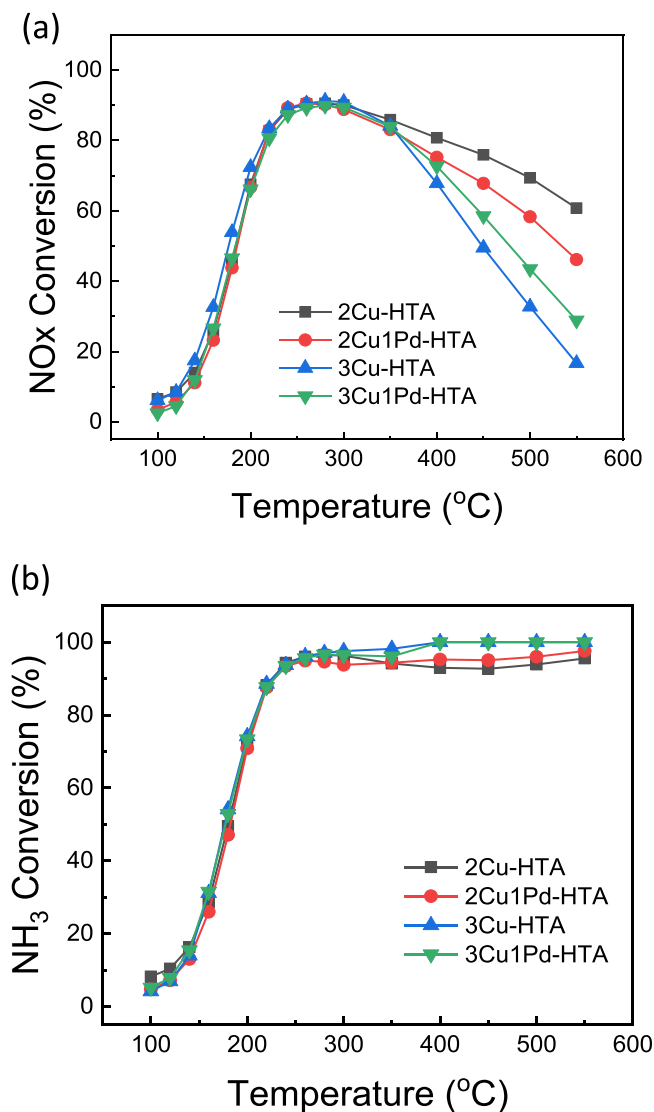 (a)
NOx Conversion (%)
100
80
60
40
20
0
2Cu-HTA
2Cu1Pd-HTA
3Cu-HTA
3Cu1Pd-HTA
100 200 300 400 500 600
Temperature (°C)
(b)
NH₃ Conversion (%)
100
80
60
40
20
0
2Cu-HTA
2Cu1Pd-HTA
3Cu-HTA
3Cu1Pd-HTA
100 200 300 400 500 600
Temperature (°C)